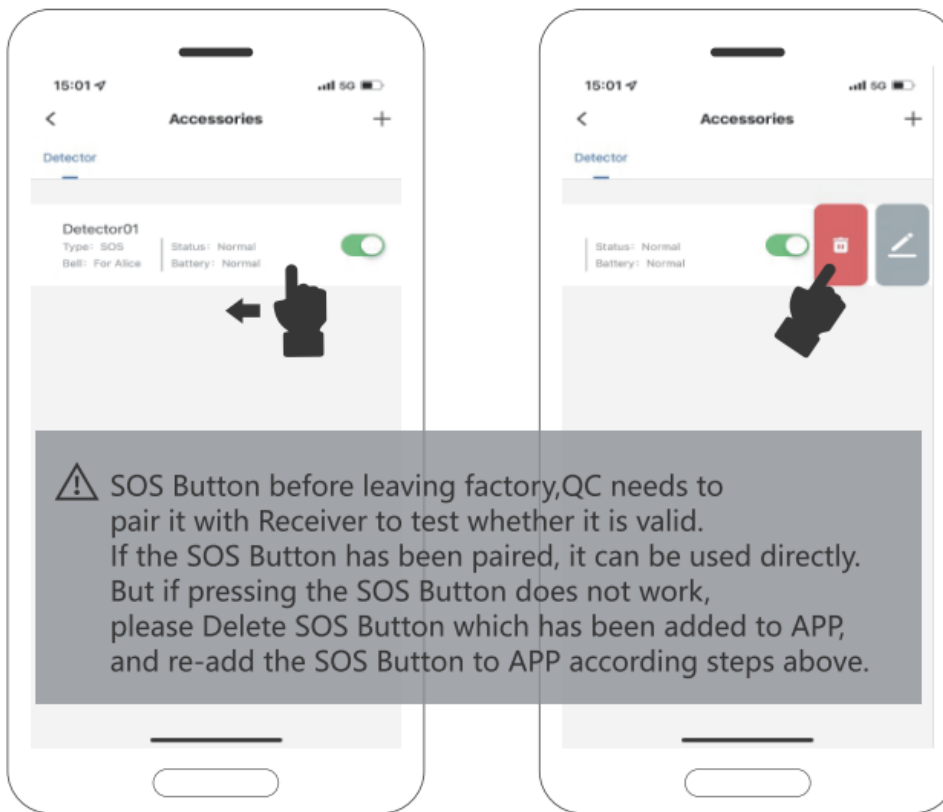 15:01
5G
Accessories
Detector
Detector01
Type: SOS
Status: Normal
Bell: For Alice
Battery: Normal
15:01
5G
Accessories
Detector
Status: Normal
Battery: Normal
SOS Button before leaving factory,QC needs to
pair it with Receiver to test whether it is valid.
If the SOS Button has been paired, it can be used directly.
But if pressing the SOS Button does not work,
please Delete SOS Button which has been added to APP,
and re-add the SOS Button to APP according steps above.